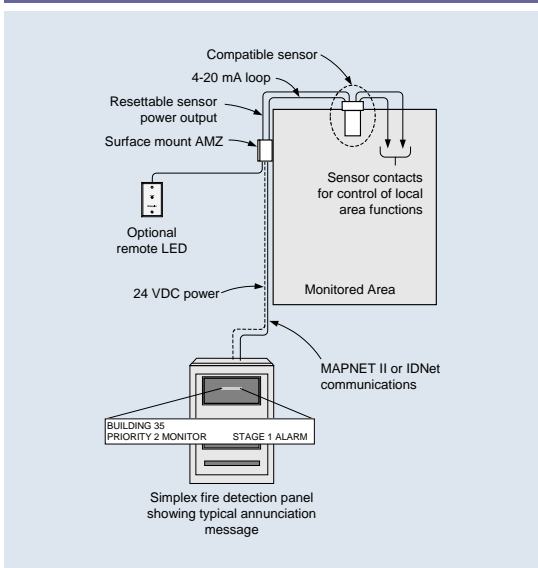 Compatible sensor
4-20 mA loop
Resettable sensor
power output
Surface mount AMZ
Sensor contacts
for control of local
area functions
Optional
remote LED
24 VDC power
Monitored Area
MAPNET II or IDNet
communications
BUILDING 35
PRIORITY 2 MONITOR STAGE 1 ALARM
Simplex fire detection panel
showing typical annunciation
message